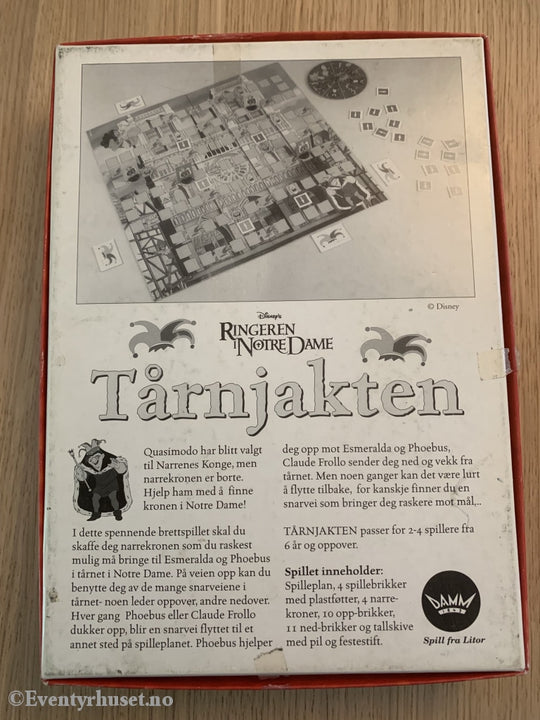 © Disney
Disney's
RINGEREN
I NOTRE DAME
Tårnjakten
Quasimodo har blitt valgt
til Narrenes Konge, men
narrekronen er borte.
Hjelp ham med å finne
kronen i Notre Dame!
I dette spennende brettspillet skal du
skaffe deg narrekronen som du raskest
mulig må bringe til Esmeralda og Phoebus
i tårnet i Notre Dame. På veien opp kan du
benytte deg av de mange snarveiene i
tårnet- noen leder oppover, andre nedover.
Hver gang Phoebus eller Claude Frollo
dukker opp, blir en snarvei flyttet til et
annet sted på spilleplanet. Phoebus hjelper
deg opp mot Esmeralda og Phoebus,
Claude Frollo sender deg ned og vekk fra
tårnet. Men noen ganger kan det være lurt
å flytte tilbake, for kanskje finner du en
snarvei som bringer deg raskere mot mål,..
TÅRNJAKTEN passer for 2-4 spillere fra
6 år og oppover.
Spillet inneholder:
Spilleplan, 4 spillebrikker
med plastføtter, 4 narre-
kroner, 10 opp-brikker,
11 ned-brikker og tallskive
med pil og festestift.
DAMM
Spill fra Litor
©Eventyrhuset.no